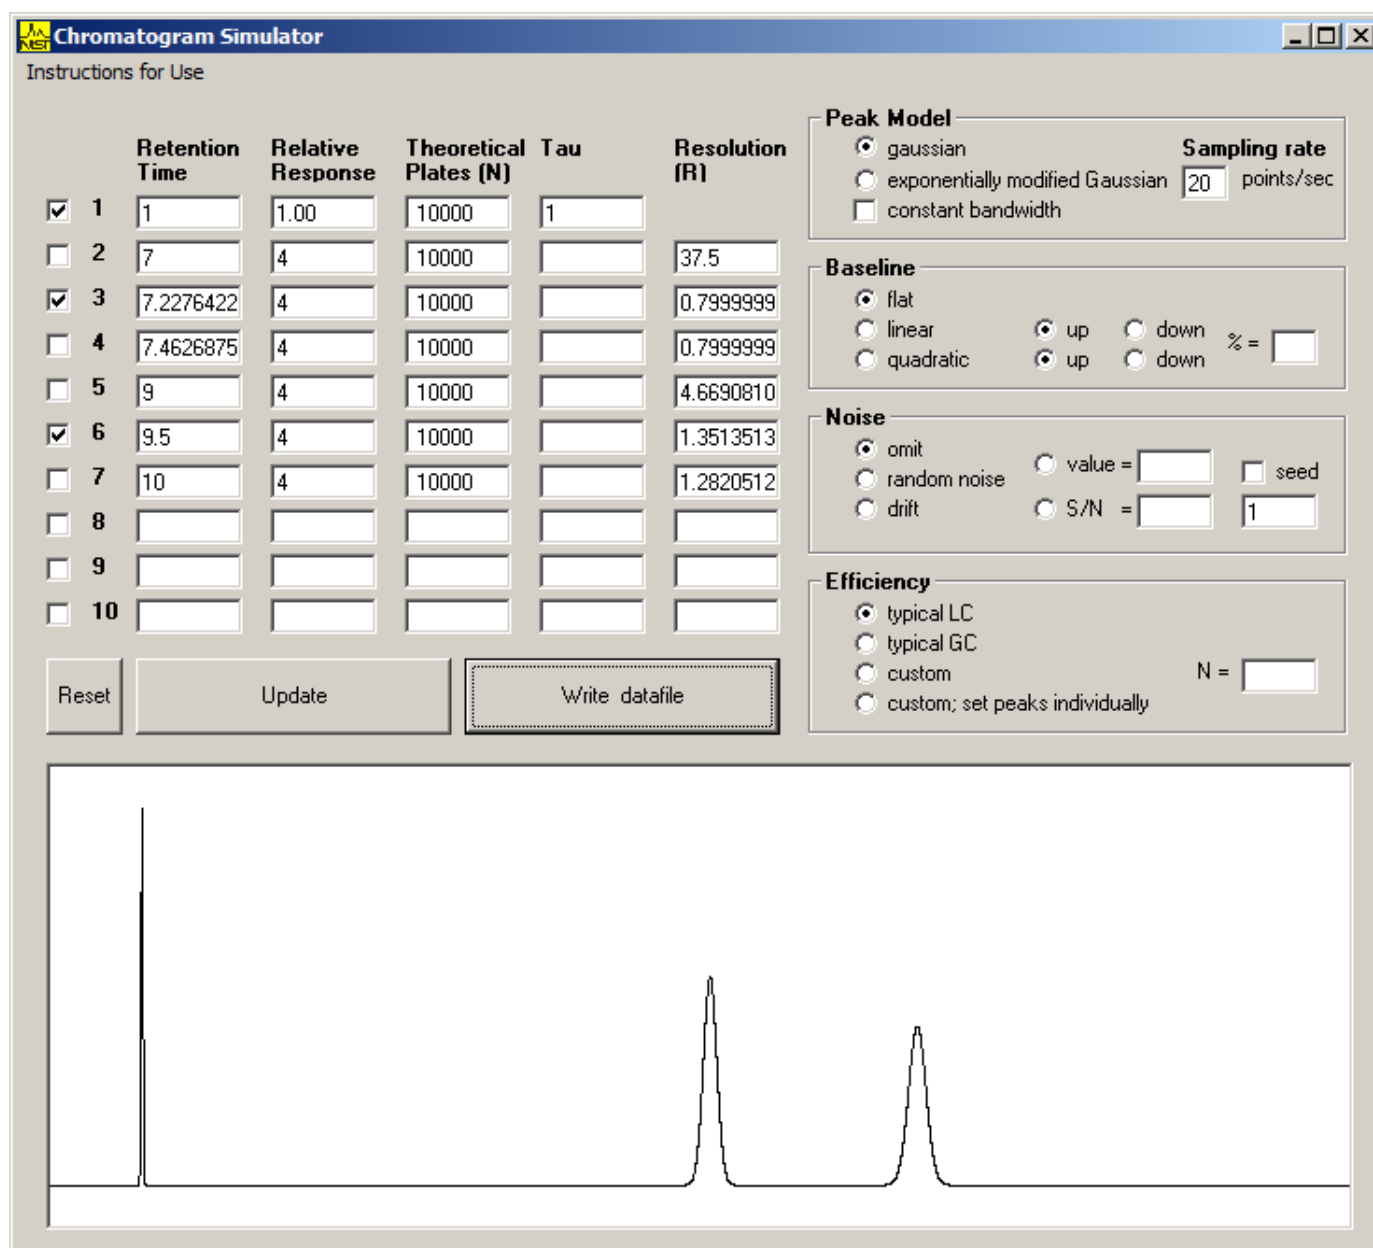 NIST Chromatogram Simulator
Instructions for Use
Retention Time Relative Response Theoretical Plates (N) Tau Resolution (R)
1 1 1.00 10000 1
2 7 4 10000 37.5
3 7.2276422 4 10000 0.7999999
4 7.4626875 4 10000 0.7999999
5 9 4 10000 4.6690810
6 9.5 4 10000 1.3513513
7 10 4 10000 1.2820512
8
9
10
Reset Update Write datafile
Peak Model
gaussian Sampling rate
exponentially modified Gaussian 20 points/sec
constant bandwidth
Baseline
flat
linear up down % =
quadratic up down
Noise
omit value =
random noise seed
drift S/N = 1
Efficiency
typical LC
typical GC
custom N =
custom; set peaks individually